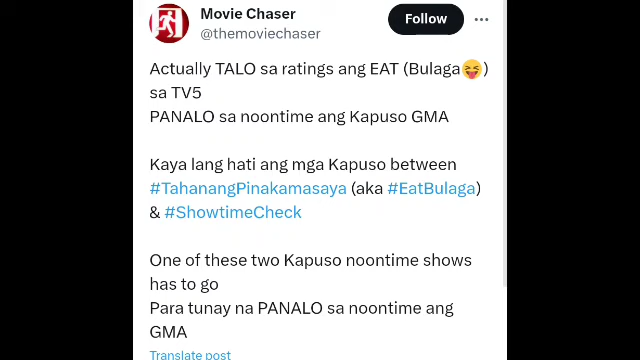 Movie Chaser
@themoviechaser
Follow
Actually TALO sa ratings ang EAT (Bulaga😝)
sa TV5
PANALO sa noontime ang Kapuso GMA
Kaya lang hati ang mga Kapuso between
#TahanangPinakamasaya (aka #EatBulaga)
& #ShowtimeCheck
One of these two Kapuso noontime shows
has to go
Para tunay na PANALO sa noontime ang
GMA
Translate post